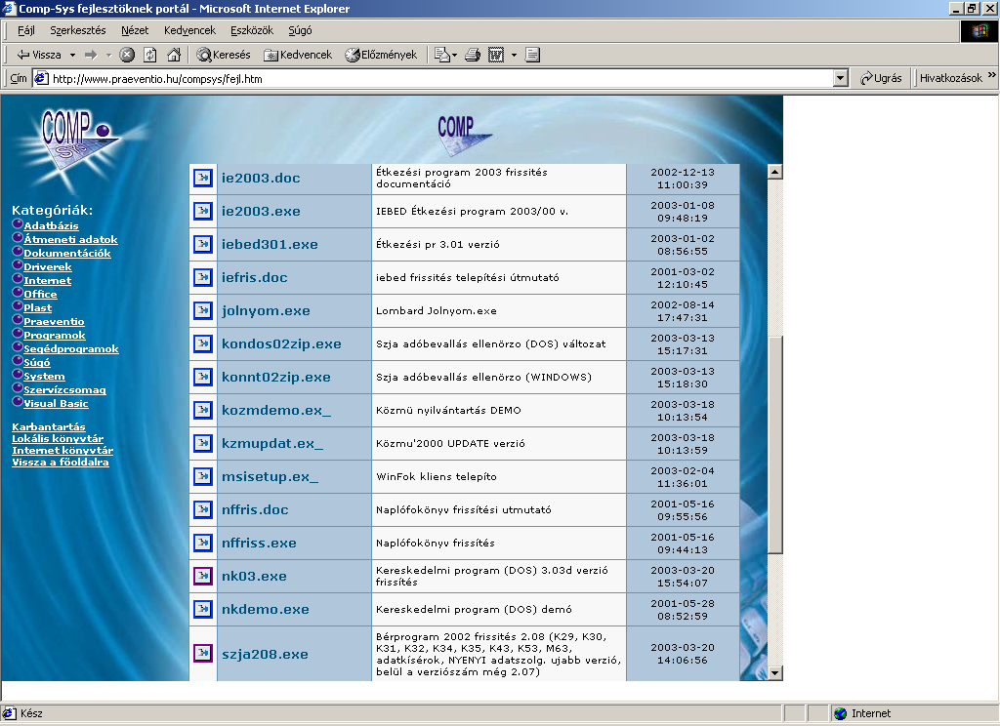 Comp-Sys fejlesztöknek portál - Microsoft Internet Explorer
Fájl Szerkesztés Nézet Kedvencek Eszközök Súgó
Vissza Keresés Kedvencek Előzmények
Cím http://www.praeventio.hu/compsys/fejl.htm Ugrás Hivatkozások »
COMP
Sys
COMP
Kategóriák:
Adatbázis
Átmeneti adatok
Dokumentációk
Driverek
Internet
Office
Plast
Praeventio
Programok
Segédprogramok
Súgó
System
Szervízcsomag
Visual Basic
Karbantartás
Lokális könyvtár
Internet könyvtár
Vissza a föoldalra
ie2003.doc
Étkezési program 2003 frissités
documentáció
2002-12-13
11:00:39
ie2003.exe
IEBED Étkezési program 2003/00 v.
2003-01-08
09:48:19
iebed301.exe
Étkezési pr 3.01 verzió
2003-01-02
08:56:55
iefris.doc
iebed frissités telepítési útmutató
2001-03-02
12:10:45
jolnyom.exe
Lombard Jolnyom.exe
2002-08-14
17:47:31
kondos02zip.exe
Szja adóbevallás ellenörzo (DOS) változat
2003-03-13
15:17:31
konnt02zip.exe
Szja adóbevallás ellenörzo (WINDOWS)
2003-03-13
15:18:30
kozmdemo.ex_
Közmü nyilvántartás DEMO
2003-03-18
10:13:54
kzmupdat.ex_
Közmu'2000 UPDATE verzió
2003-03-18
10:13:59
msisetup.ex_
WinFok kliens telepíto
2003-02-04
11:36:01
nffris.doc
Naplófokönyv frissítési utmutató
2001-05-16
09:55:56
nffriss.exe
Naplófokönyv frissítés
2001-05-16
09:44:13
nk03.exe
Kereskedelmi program (DOS) 3.03d verzió
frissítés
2003-03-20
15:54:07
nkdemo.exe
Kereskedelmi program (DOS) demó
2001-05-28
08:52:59
szja208.exe
Bérprogram 2002 frissités 2.08 (K29, K30,
K31, K32, K34, K35, K43, K53, M63,
adatkísérok, NYENYI adatszolg. ujabb verzió,
belül a verziószám még 2.07)
2003-03-20
14:06:56
Kész Internet